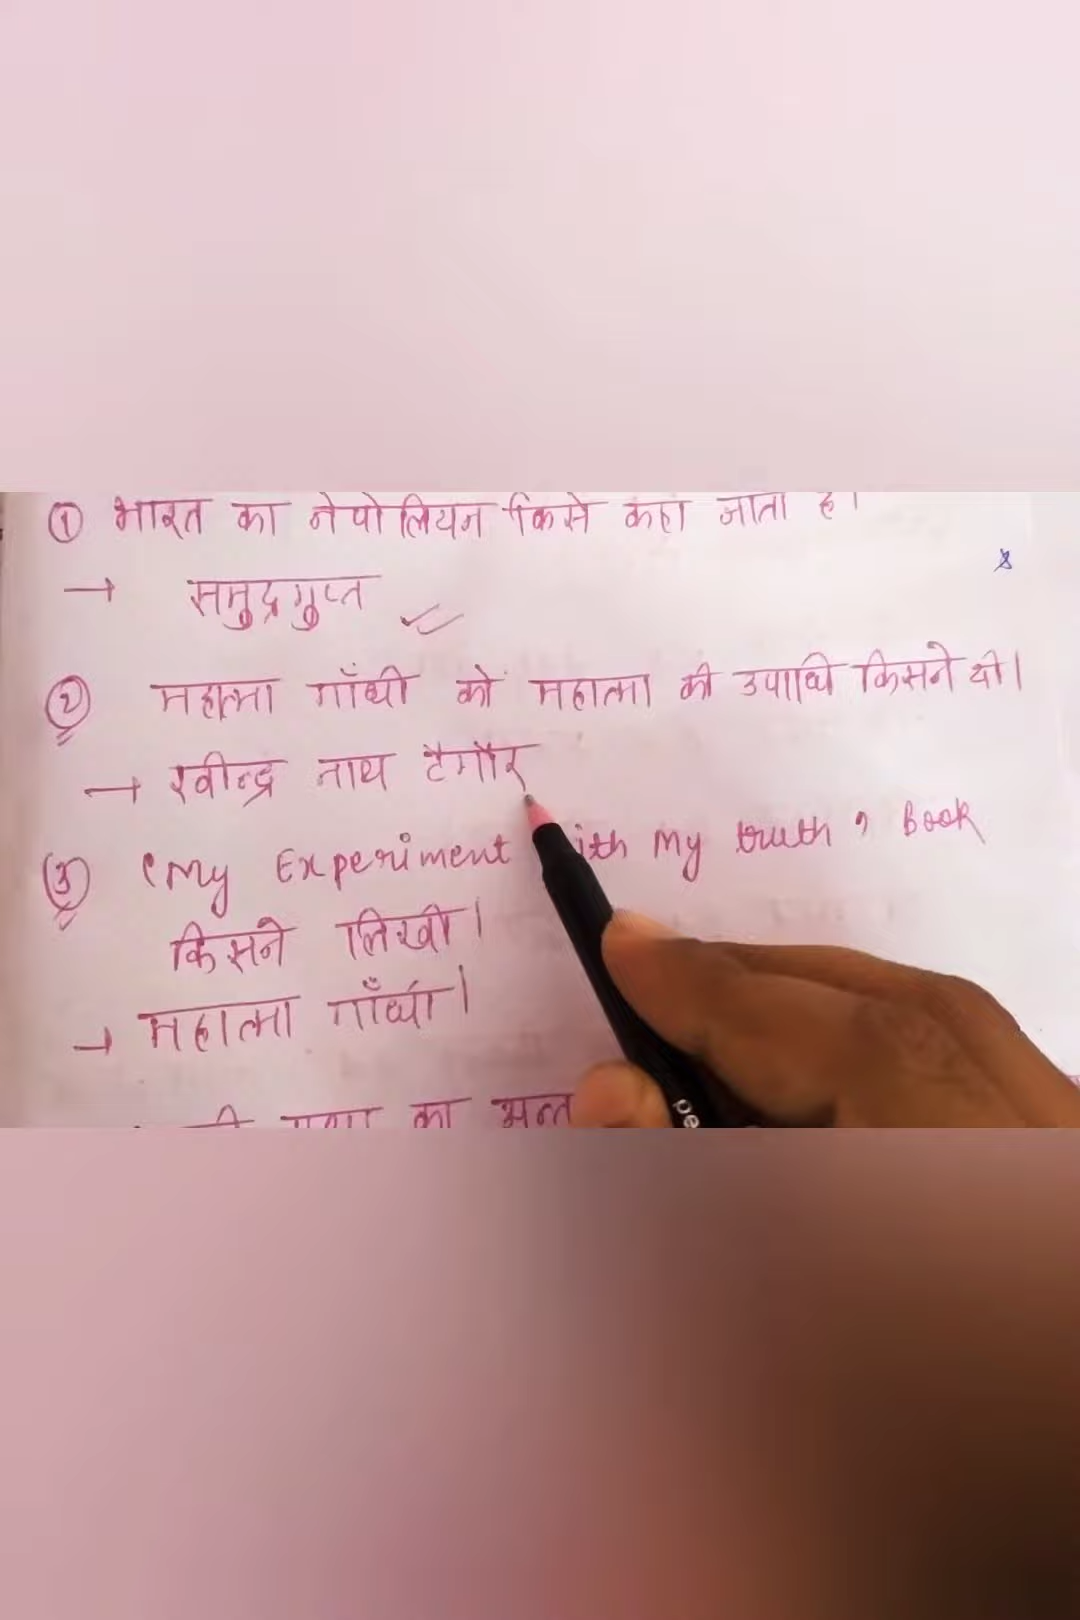 ① भारत का नेपोलियन किसे कहा जाता है।
→ समुद्रगुप्त
② महात्मा गाँधी को महात्मा की उपाधि किसने दी।
→ रवीन्द्र नाथ टैगौर
③ ‘My Experiment with My truth’ Book
किसने लिखी।
→ महात्मा गाँधी।
का
pe